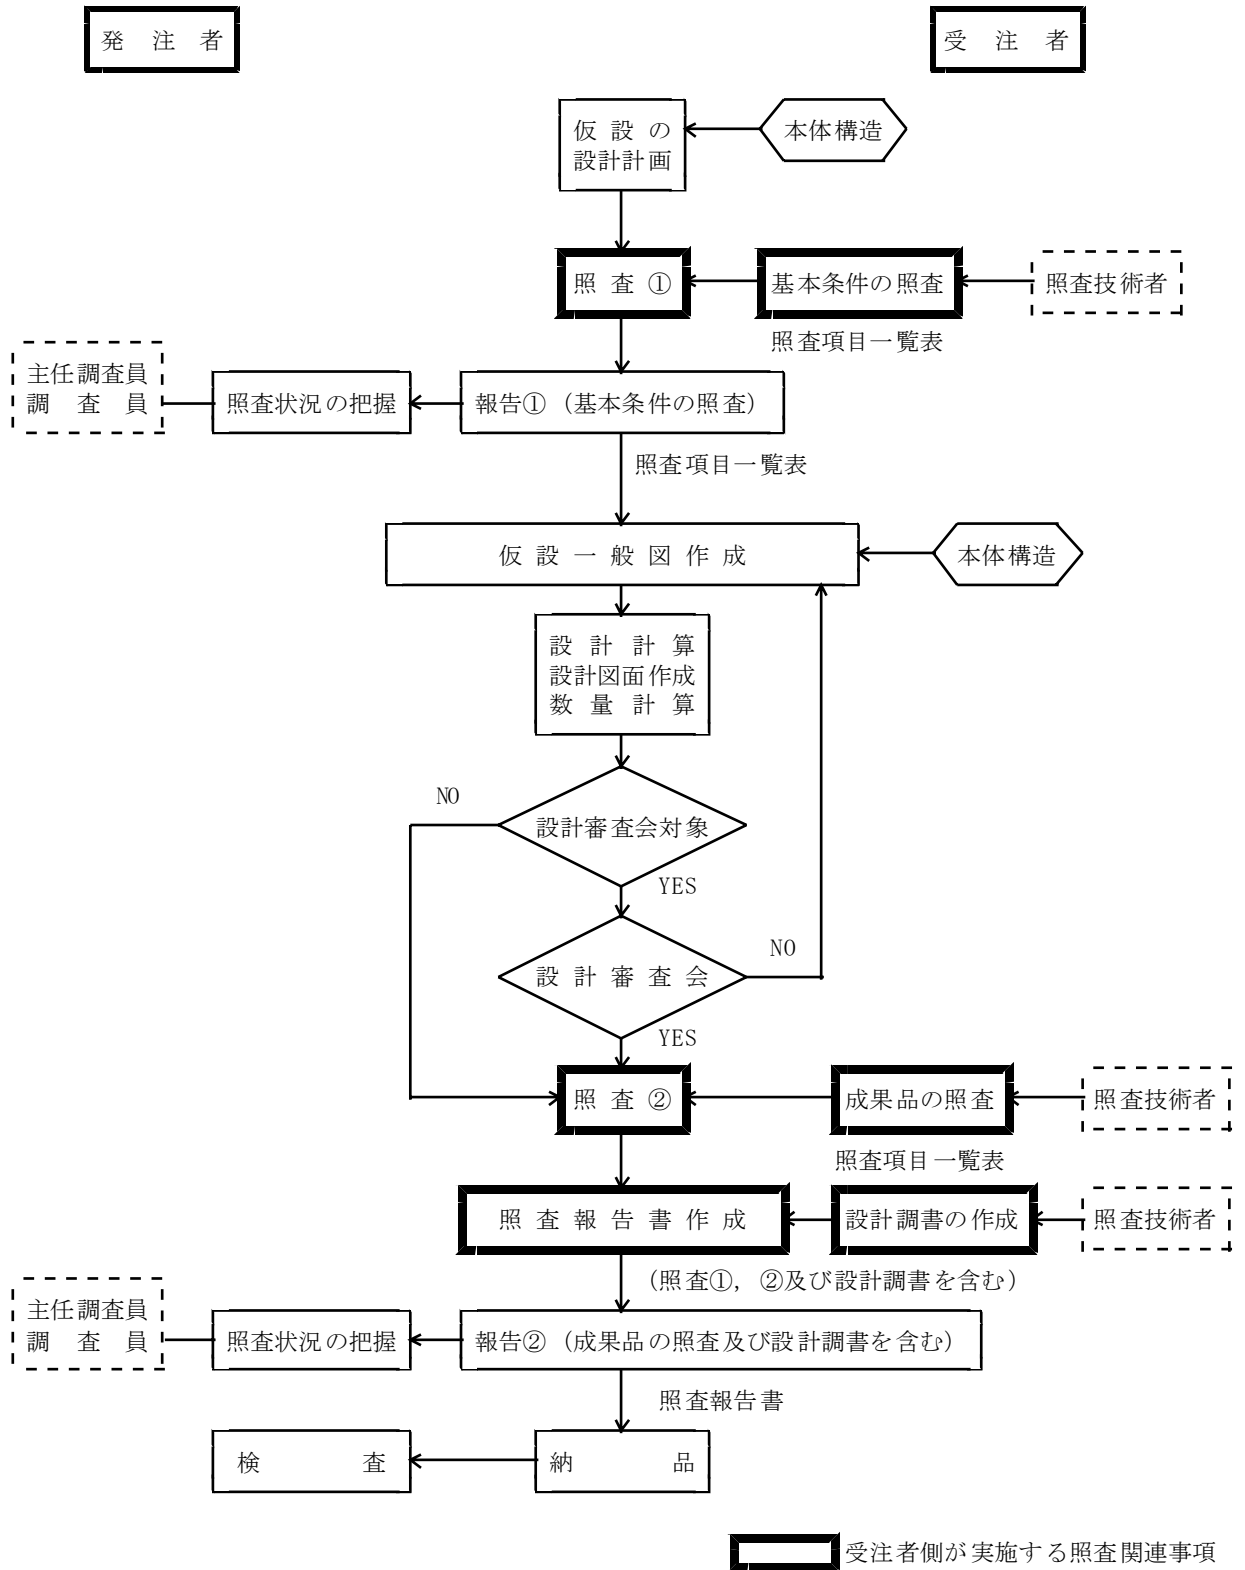 発注者
受注者
仮設の
設計計画
本体構造
照査①
基本条件の照査
照査技術者
照査項目一覧表
主任調査員
調査員
照査状況の把握
報告①（基本条件の照査）
照査項目一覧表
仮設一般図作成
本体構造
設計計算
設計図面作成
数量計算
NO
設計審査会対象
YES
設計審査会
NO
YES
照査②
成果品の照査
照査技術者
照査項目一覧表
照査報告書作成
設計調書の作成
照査技術者
（照査①，②及び設計調書を含む）
主任調査員
調査員
照査状況の把握
報告②（成果品の照査及び設計調書を含む）
照査報告書
検査
納品
受注者側が実施する照査関連事項